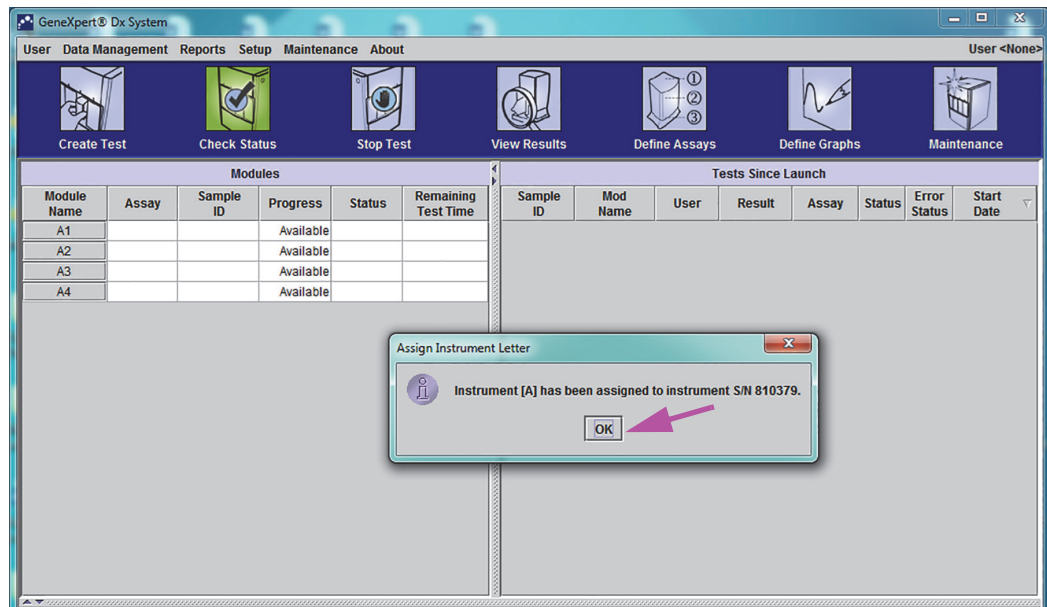 GeneXpert® Dx System
User Data Management Reports Setup Maintenance About User <None>
Create Test Check Status Stop Test View Results Define Assays Define Graphs Maintenance
①
②
③
Modules
Tests Since Launch
Module Name Assay Sample ID Progress Status Remaining Test Time
Sample ID Mod Name User Result Assay Status Error Status Start Date
A1 Available
A2 Available
A3 Available
A4 Available
Assign Instrument Letter
Instrument [A] has been assigned to instrument S/N 810379.
OK